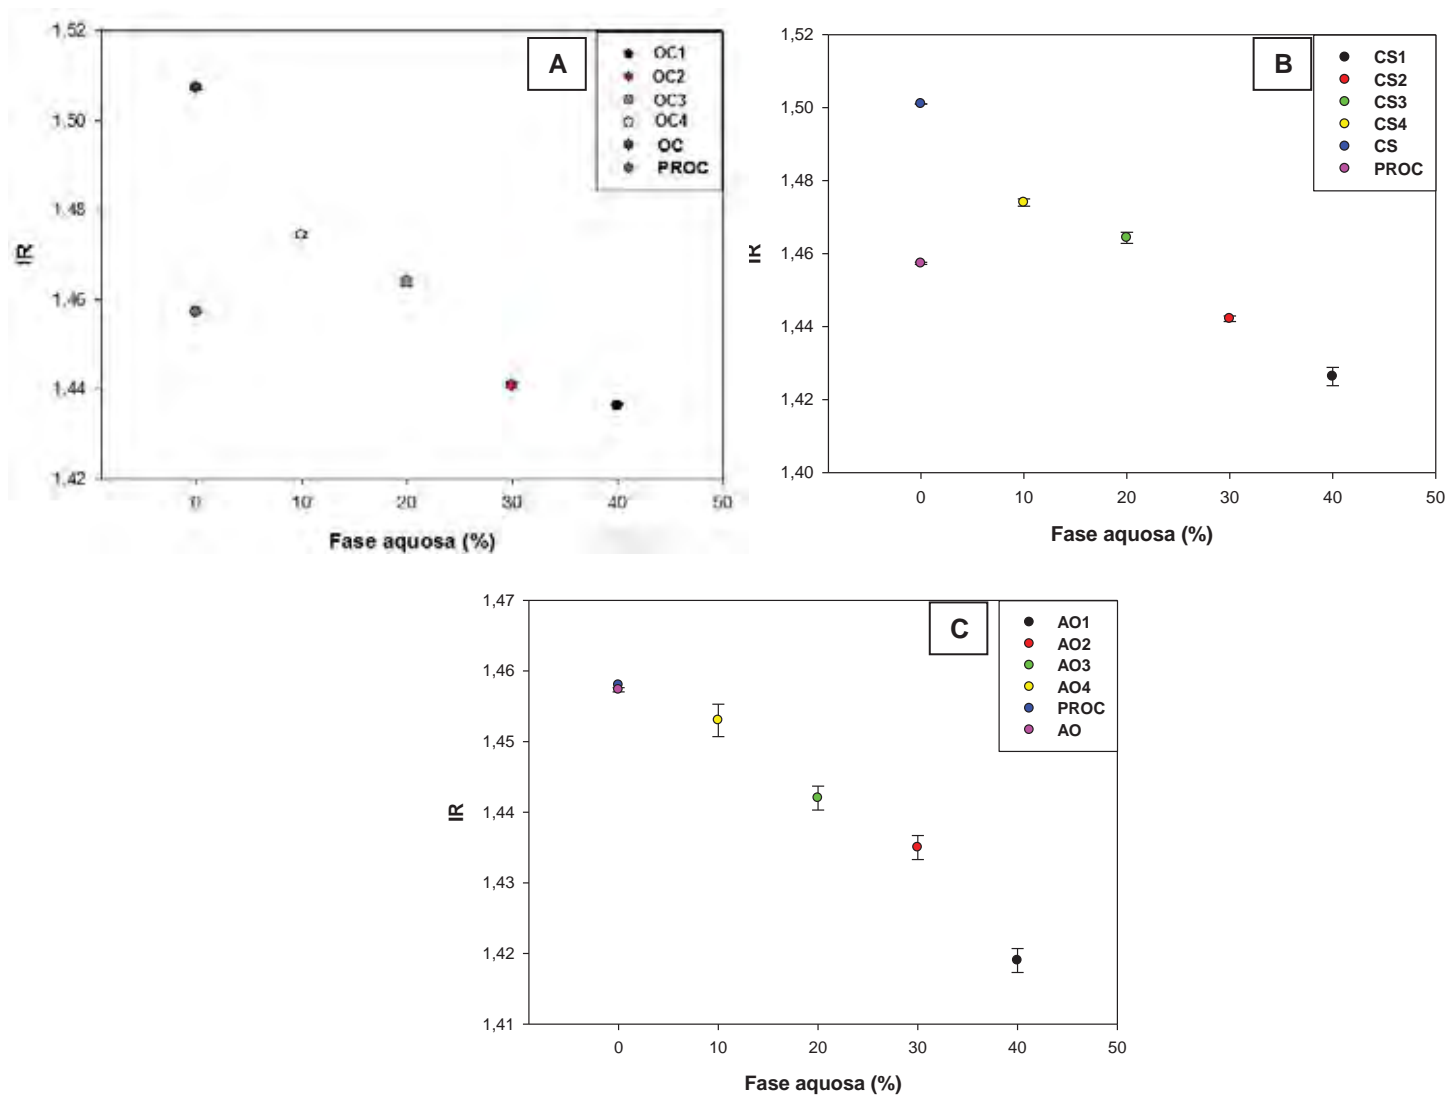 1,52
1,50
1,48
1,46
1,44
1,42
IR
0 10 20 30 40 50
Fase aquosa (%)
A
OC1
OC2
OC3
OC4
OC
PROC
1,52
1,50
1,48
1,46
1,44
1,42
1,40
IR
0 10 20 30 40 50
Fase aquosa (%)
B
CS1
CS2
CS3
CS4
CS
PROC
1,47
1,46
1,45
1,44
1,43
1,42
1,41
IR
0 10 20 30 40 50
Fase aquosa (%)
C
AO1
AO2
AO3
AO4
PROC
AO